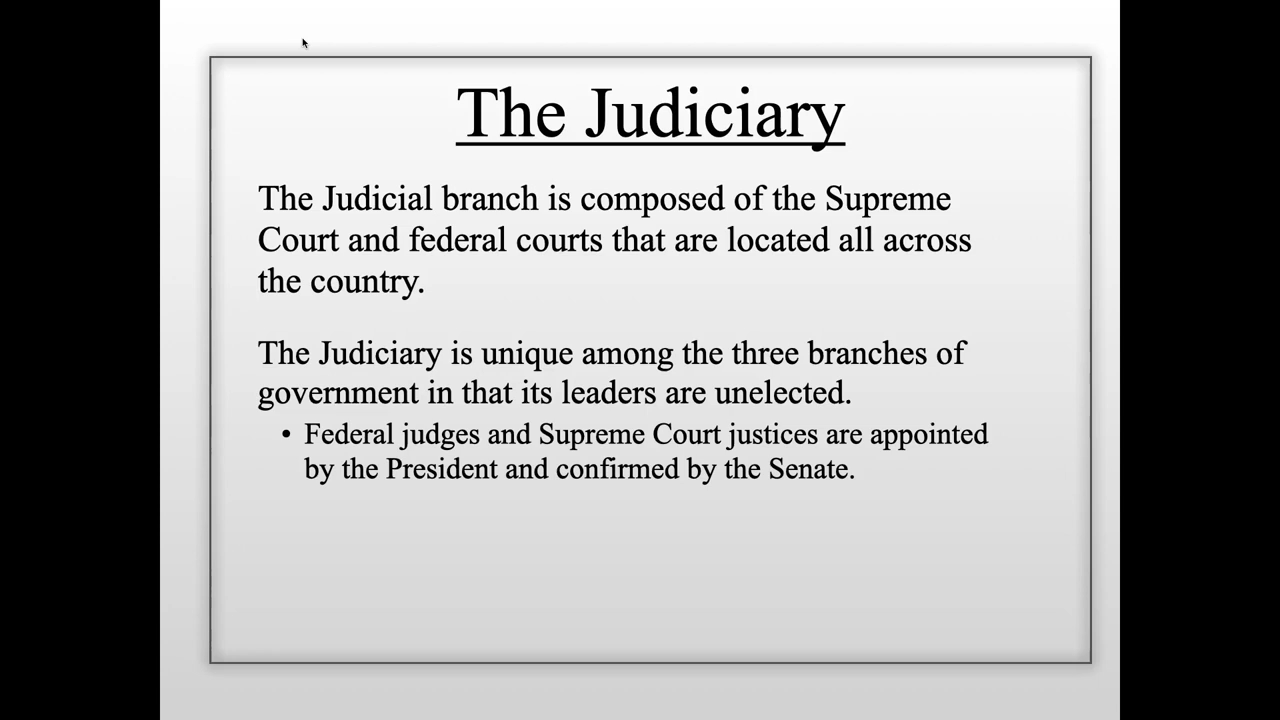 The Judiciary
The Judicial branch is composed of the Supreme
Court and federal courts that are located all across
the country.
The Judiciary is unique among the three branches of
government in that its leaders are unelected.
• Federal judges and Supreme Court justices are appointed
by the President and confirmed by the Senate.